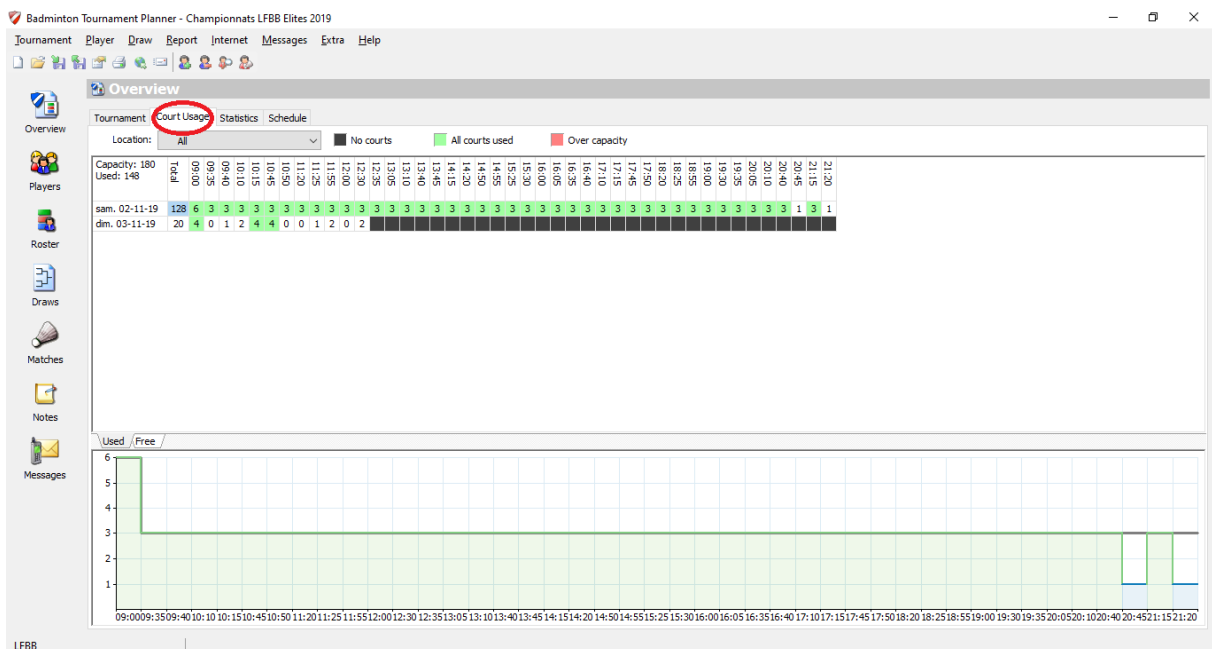 Badminton Tournament Planner - Championnats LFBB Elites 2019
Tournament Player Draw Report Internet Messages Extra Help
Overview
Tournament Court Usage Statistics Schedule
Location: All No courts All courts used Over capacity
Capacity: 180
Used: 148
Total 09:00 09:35 09:40 10:10 10:15 10:45 10:50 11:20 11:25 11:55 12:00 12:30 12:35 13:05 13:10 13:40 13:45 14:15 14:20 14:50 14:55 15:25 15:30 16:00 16:05 16:35 16:40 17:10 17:15 17:45 17:50 18:20 18:25 18:55 19:00 19:30 19:35 20:05 20:10 20:40 20:45 21:15 21:20
sam. 02-11-19 128 6 3 3 3 3 3 3 3 3 3 3 3 3 3 3 3 3 3 3 3 3 3 3 3 3 3 3 3 3 3 3 3 3 3 3 3 3 3 3 3 1 3 1
dim. 03-11-19 20 4 0 1 2 4 4 0 0 1 2 0 2
Overview
Players
Roster
Draws
Matches
Notes
Messages
Used Free
6
5
4
3
2
1
09:00 09:35 09:40 10:10 10:15 10:45 10:50 11:20 11:25 11:55 12:00 12:30 12:35 13:05 13:10 13:40 13:45 14:15 14:20 14:50 14:55 15:25 15:30 16:00 16:05 16:35 16:40 17:10 17:15 17:45 17:50 18:20 18:25 18:55 19:00 19:30 19:35 20:05 20:10 20:40 20:45 21:15 21:20
LFBB